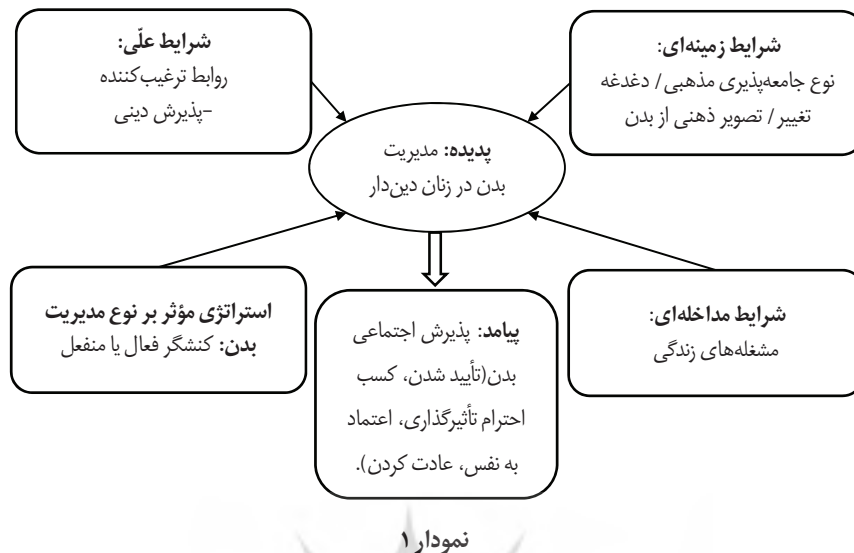 شرایط زمینه‌ای:
نوع جامعه‌پذیری مذهبی/ دغدغه
تغییر/ تصویر ذهنی از بدن
شرایط علّی:
روابط ترغیب‌کننده
-پذیرش دینی
پدیده: مدیریت
بدن در زنان دین‌دار
شرایط مداخله‌ای:
مشغله‌های زندگی
استراتژی مؤثر بر نوع مدیریت
بدن: کنشگر فعال یا منفعل
پیامد: پذیرش اجتماعی
بدن(تأیید شدن، کسب
احترام تأثیرگذاری، اعتماد
به نفس، عادت کردن).
نمودار ۱